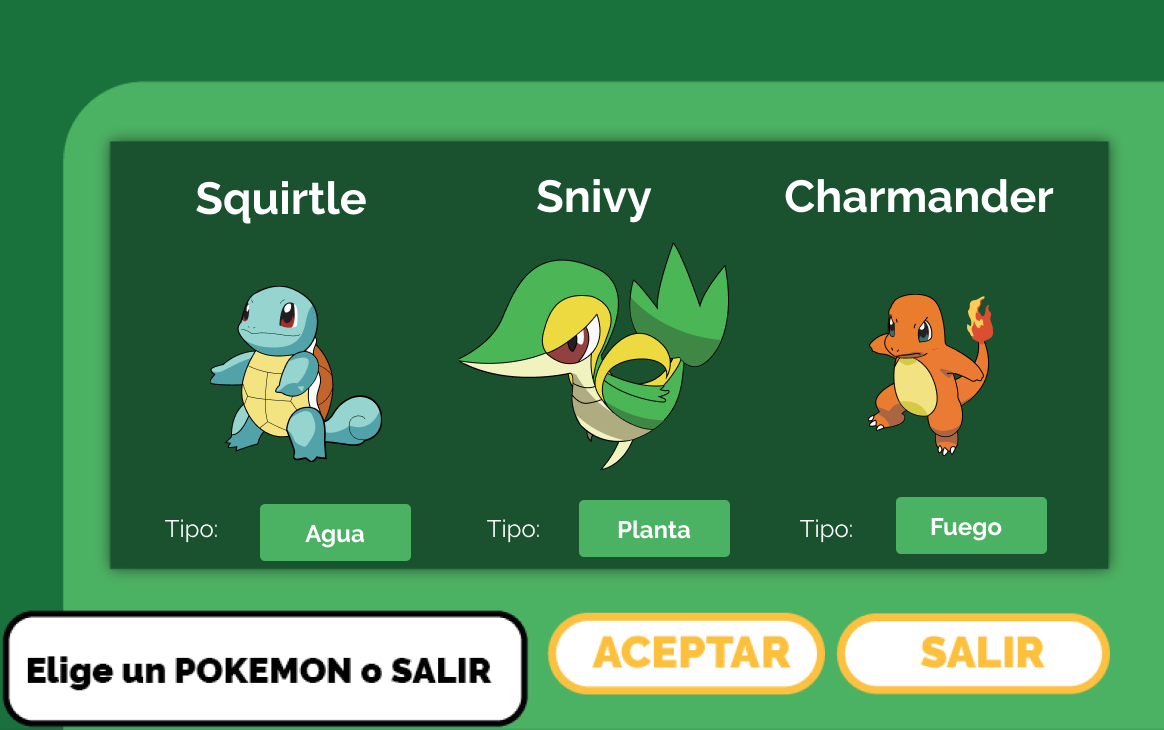 Squirtle
Snivy
Charmander
Tipo:
Agua
Tipo:
Planta
Tipo:
Fuego
Elige un POKEMON o SALIR
ACEPTAR
SALIR